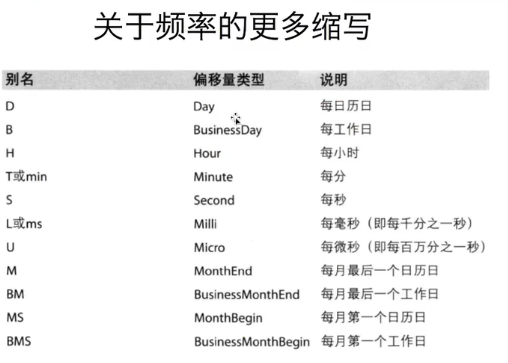 关于频率的更多缩写
别名 偏移量类型 说明
D Day 每日历日
B BusinessDay 每工作日
H Hour 每小时
T或min Minute 每分
S Second 每秒
L或ms Milli 每毫秒（即每千分之一秒）
U Micro 每微秒（即每百万分之一秒）
M MonthEnd 每月最后一个日历日
BM BusinessMonthEnd 每月最后一个工作日
MS MonthBegin 每月第一个日历日
BMS BusinessMonthBegin 每月第一个工作日